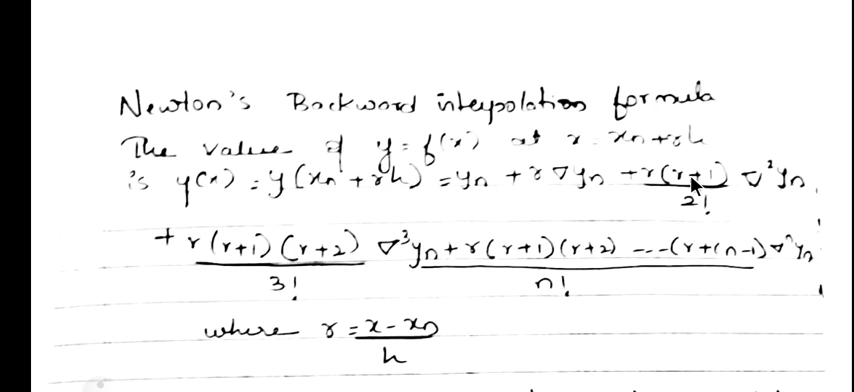 Newton's Backward interpolation formula
The value of y = f(x) at x = xn + rh
is y(x) = y(xn + rh) = yn + r ∇yn + r(r+1)/2! ∇²yn
+ r(r+1)(r+2)/3! ∇³yn + r(r+1)(r+2) ---(r+(n-1)/n! ∇ⁿyn
where r = x - xn/h